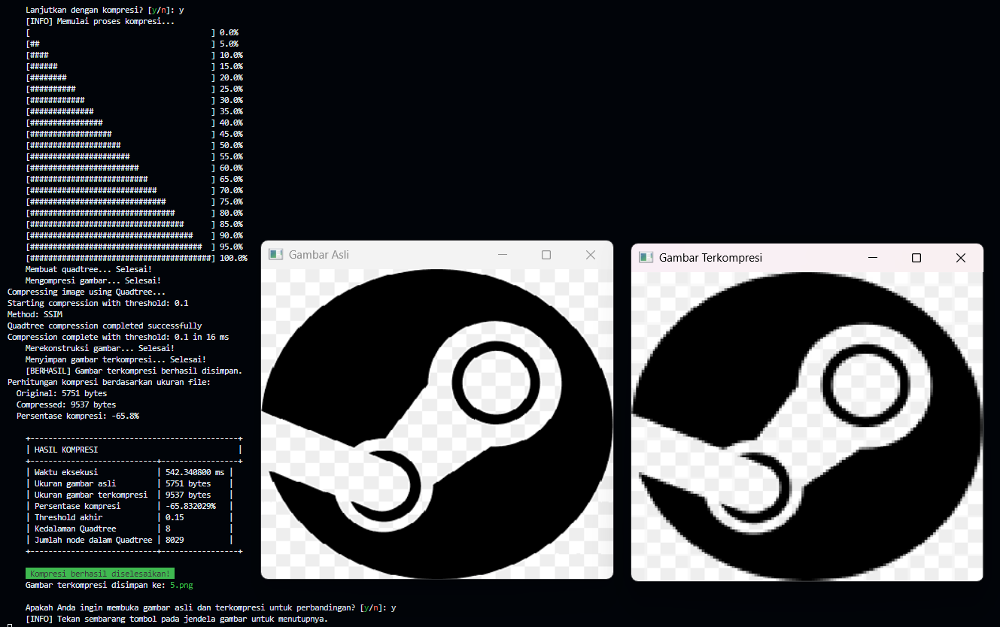 Lanjutkan dengan kompresi? [y/n]: y
[INFO] Memulai proses kompresi...
[                                        ] 0.0%
[##                                      ] 5.0%
[####                                    ] 10.0%
[######                                  ] 15.0%
[########                                ] 20.0%
[##########                              ] 25.0%
[############                            ] 30.0%
[##############                          ] 35.0%
[################                        ] 40.0%
[##################                      ] 45.0%
[####################                    ] 50.0%
[######################                  ] 55.0%
[########################                ] 60.0%
[##########################              ] 65.0%
[############################            ] 70.0%
[##############################          ] 75.0%
[################################        ] 80.0%
[##################################      ] 85.0%
[####################################    ] 90.0%
[######################################  ] 95.0%
[########################################] 100.0%
Membuat quadtree... Selesai!
Mengompresi gambar... Selesai!
Compressing image using Quadtree...
Starting compression with threshold: 0.1
Method: SSIM
Quadtree compression completed successfully
Compression complete with threshold: 0.1 in 16 ms
Merekonstruksi gambar... Selesai!
Menyimpan gambar terkompresi... Selesai!
[BERHASIL] Gambar terkompresi berhasil disimpan.
Perhitungan kompresi berdasarkan ukuran file:
Original: 5751 bytes
Compressed: 9537 bytes
Persentase kompresi: -65.8%
+----------------------------------------------+
| HASIL KOMPRESI                               |
+----------------------------+-----------------+
| Waktu eksekusi             | 542.340800 ms |
| Ukuran gambar asli         | 5751 bytes    |
| Ukuran gambar terkompresi  | 9537 bytes    |
| Persentase kompresi        | -65.832029%   |
| Threshold akhir            | 0.15          |
| Kedalaman Quadtree         | 8             |
| Jumlah node dalam Quadtree | 8029          |
+----------------------------+-----------------+
Kompresi berhasil diselesaikan!
Gambar terkompresi disimpan ke: 5.png
Apakah Anda ingin membuka gambar asli dan terkompresi untuk perbandingan? [y/n]: y
[INFO] Tekan sembarang tombol pada jendela gambar untuk menutupnya.
Gambar Asli
Gambar Terkompresi